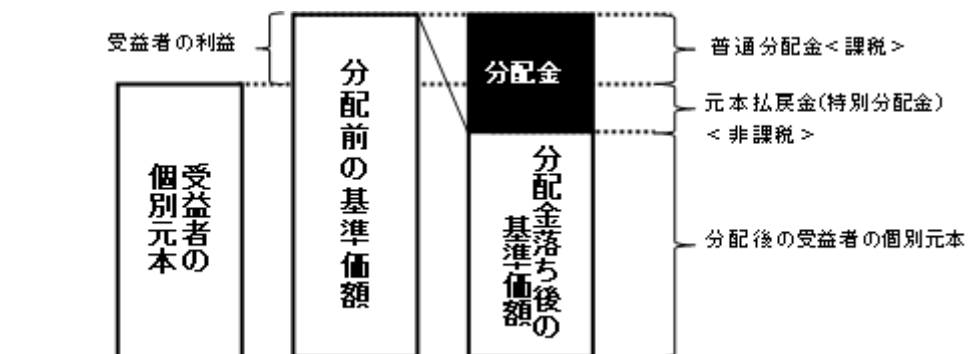 受益者の利益
分配金
普通分配金<課税>
元本払戻金(特別分配金)
<非課税>
受益者の
個別元本
分配前の基準価額
分配金落ち後の
基準価額
分配後の受益者の個別元本